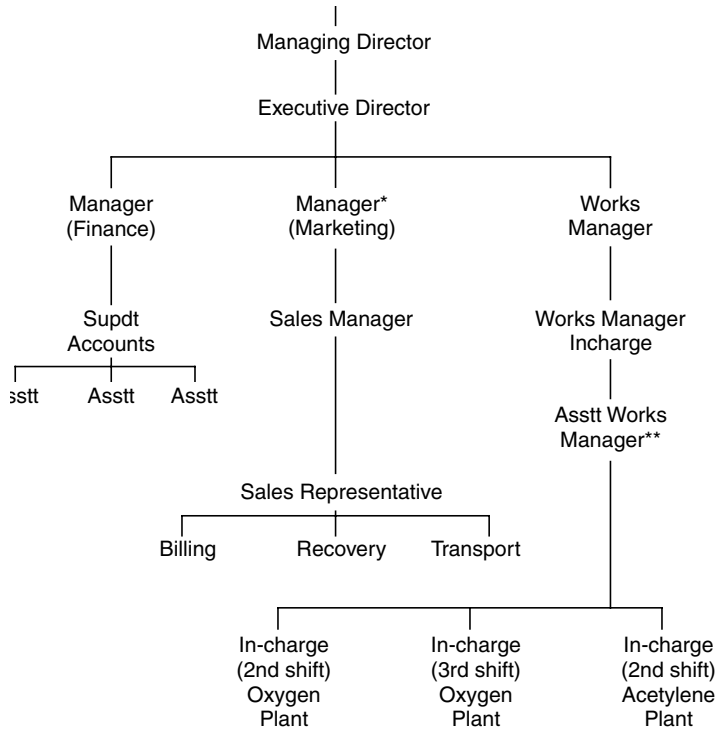 Managing Director
Executive Director
Manager
(Finance)
Manager*
(Marketing)
Works
Manager
Supdt
Accounts
Sales Manager
Works Manager
Incharge
sstt
Asstt
Asstt
Asstt Works
Manager**
Sales Representative
Billing
Recovery
Transport
In-charge
(2nd shift)
Oxygen
Plant
In-charge
(3rd shift)
Oxygen
Plant
In-charge
(2nd shift)
Acetylene
Plant